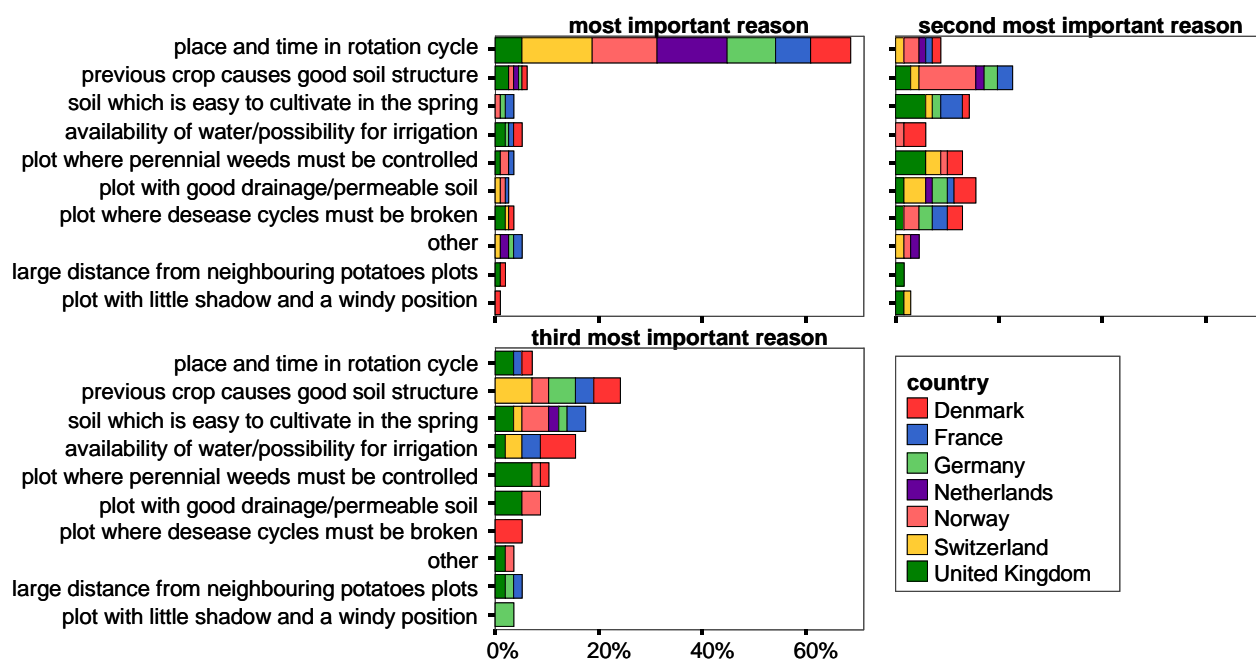 most important reason
second most important reason
place and time in rotation cycle
previous crop causes good soil structure
soil which is easy to cultivate in the spring
availability of water/possibility for irrigation
plot where perennial weeds must be controlled
plot with good drainage/permeable soil
plot where desease cycles must be broken
other
large distance from neighbouring potatoes plots
plot with little shadow and a windy position
third most important reason
place and time in rotation cycle
previous crop causes good soil structure
soil which is easy to cultivate in the spring
availability of water/possibility for irrigation
plot where perennial weeds must be controlled
plot with good drainage/permeable soil
plot where desease cycles must be broken
other
large distance from neighbouring potatoes plots
plot with little shadow and a windy position
0% 20% 40% 60%
country
Denmark
France
Germany
Netherlands
Norway
Switzerland
United Kingdom